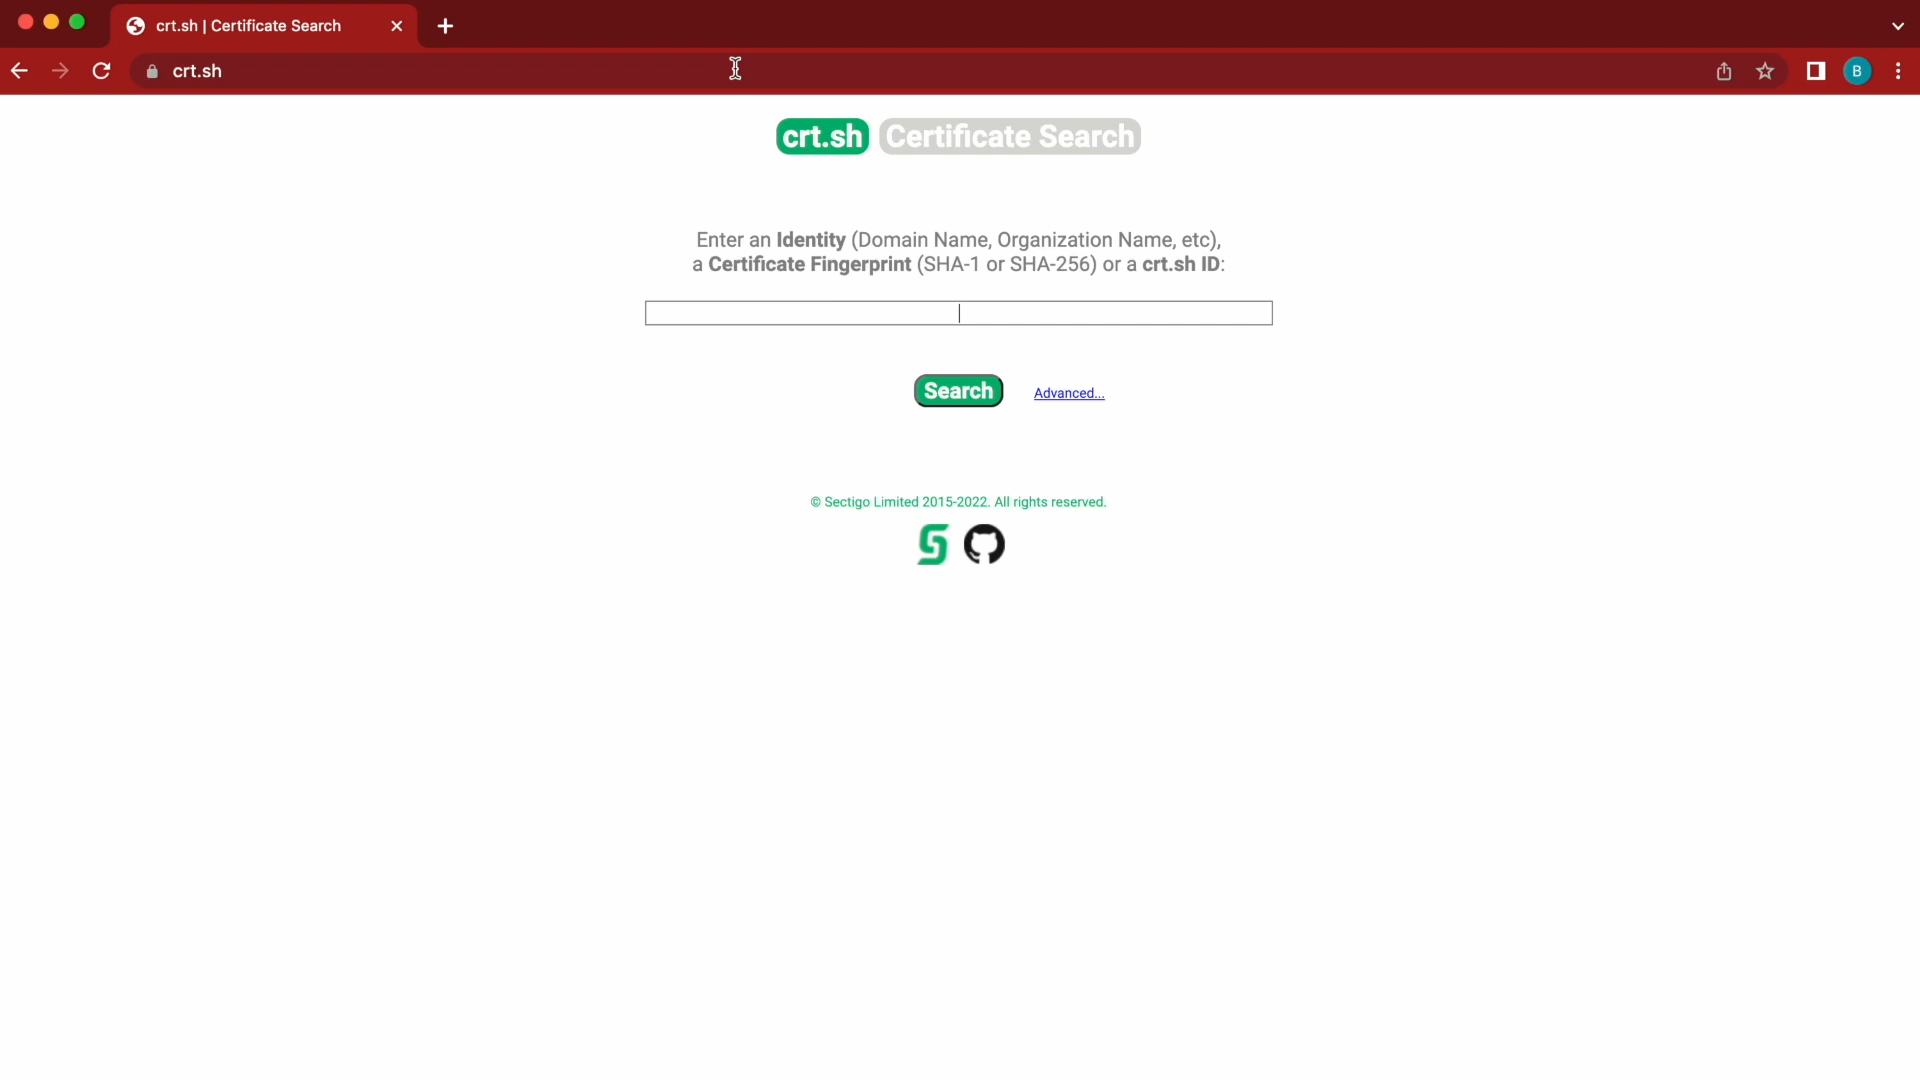 crt.sh | Certificate Search
crt.sh
B
crt.sh Certificate Search
Enter an Identity (Domain Name, Organization Name, etc),
a Certificate Fingerprint (SHA-1 or SHA-256) or a crt.sh ID:
Search Advanced...
© Sectigo Limited 2015-2022. All rights reserved.